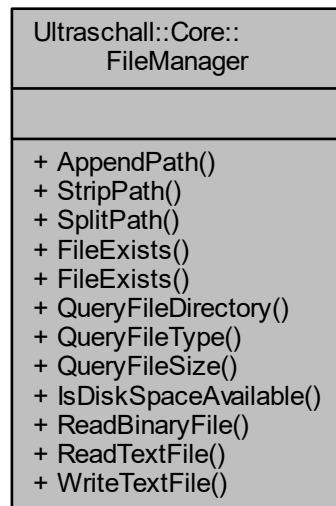 Ultraschall::Core::
FileManager
+ AppendPath()
+ StripPath()
+ SplitPath()
+ FileExists()
+ FileExists()
+ QueryFileDirectory()
+ QueryFileType()
+ QueryFileSize()
+ IsDiskSpaceAvailable()
+ ReadBinaryFile()
+ ReadTextFile()
+ WriteTextFile()